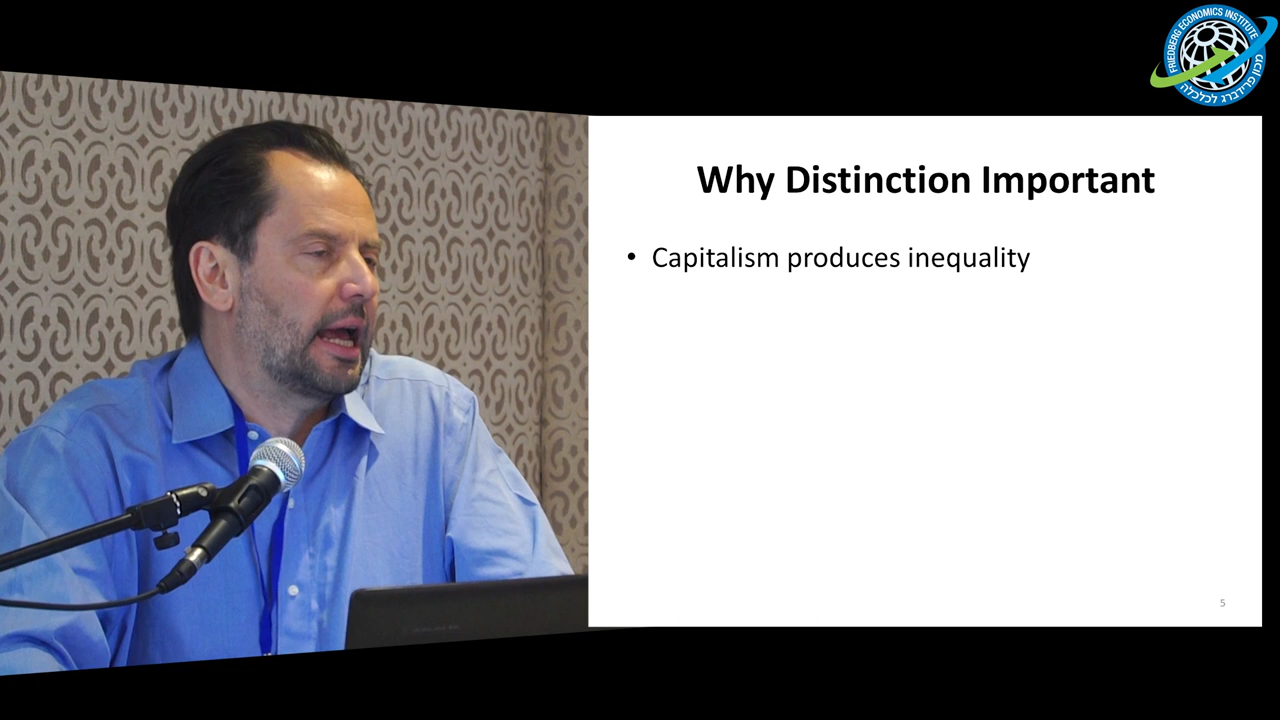 FRIEDBERG ECONOMICS INSTITUTE
מכון פרידברג לכלכלה
Why Distinction Important
• Capitalism produces inequality
5